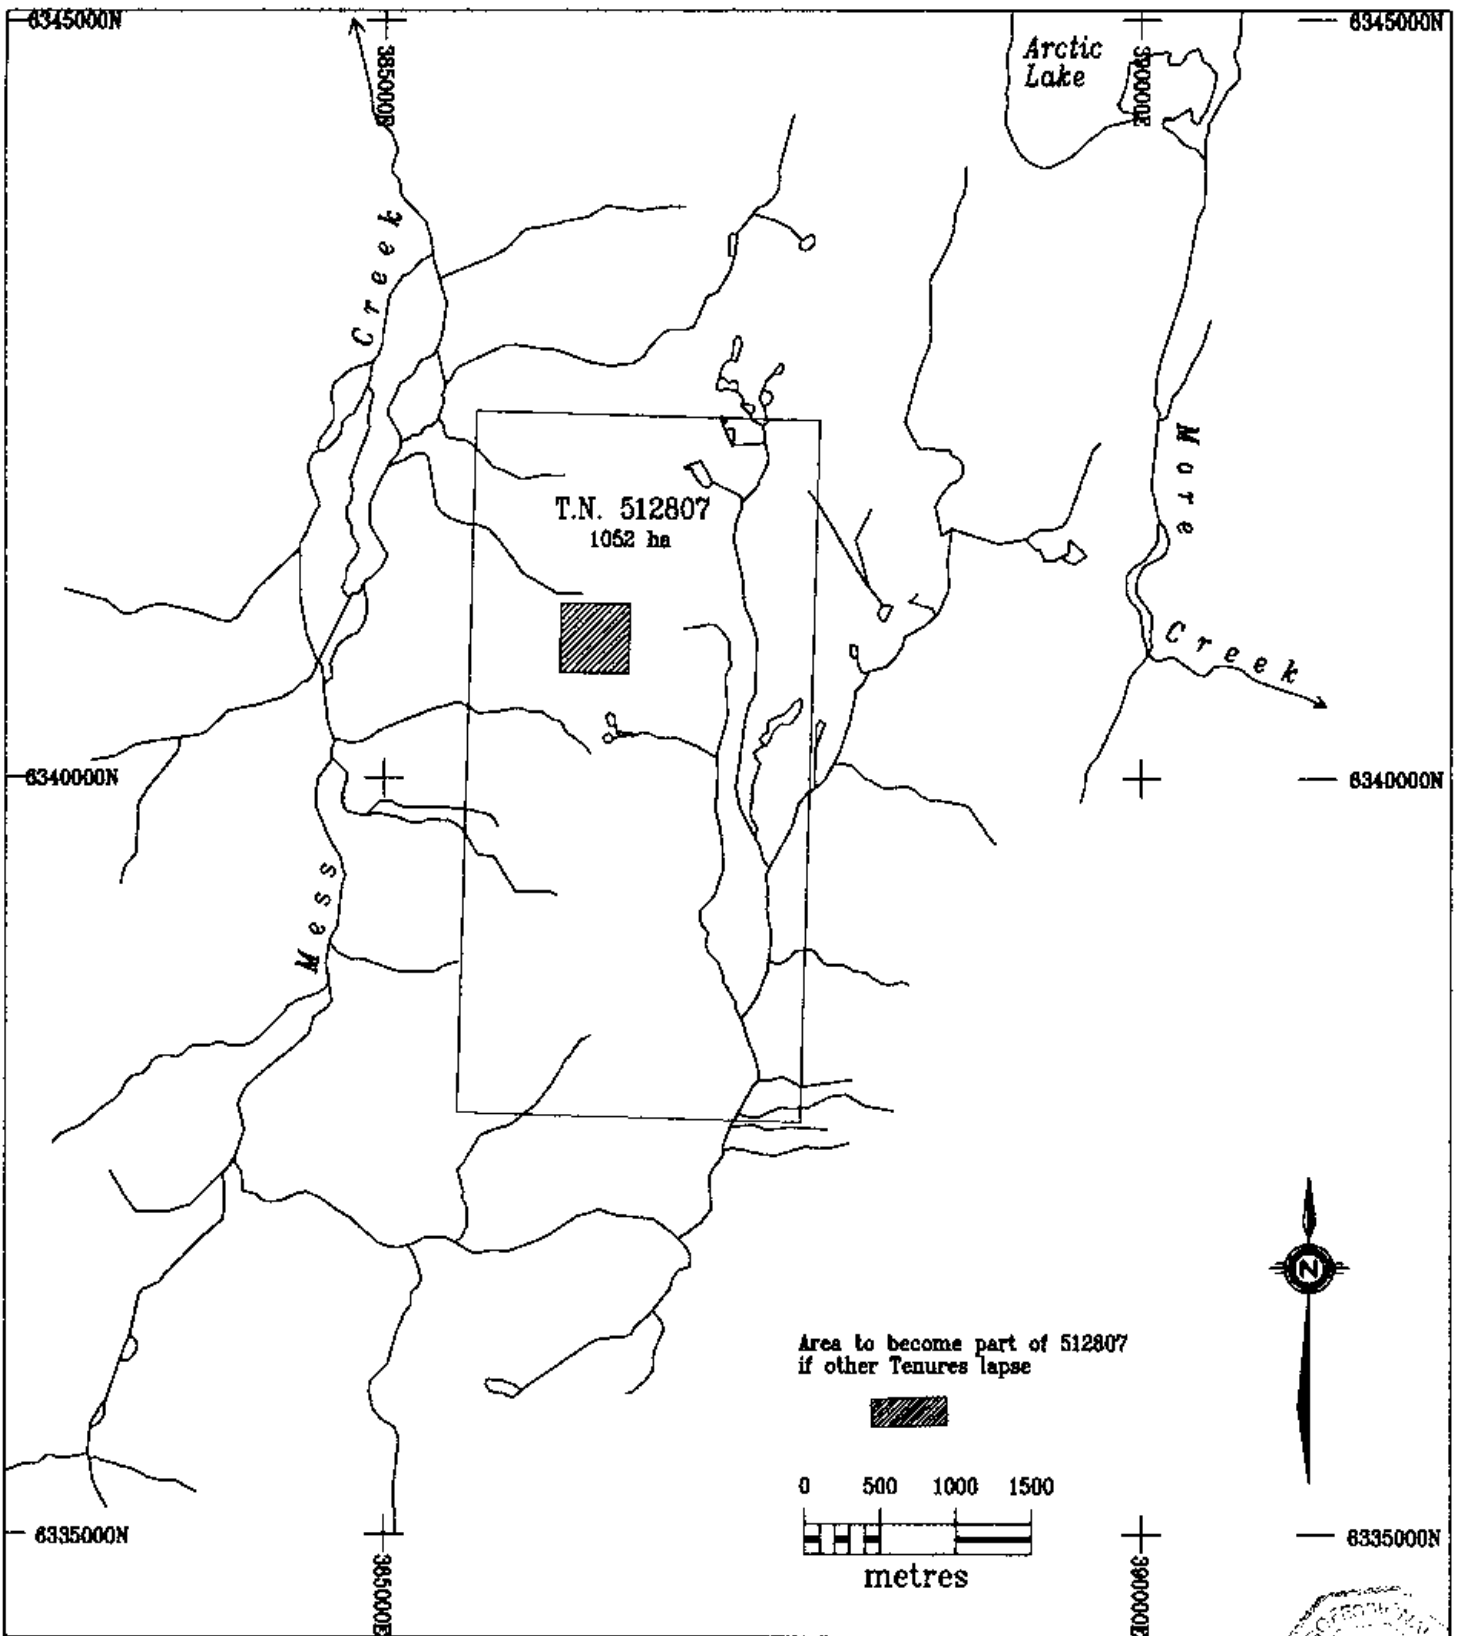 6345000N
6345000N
385000E
390000E
Arctic
Lake
Creek
More
T.N. 512807
1052 ha
Creek
6340000N
6340000N
Mess
N
Area to become part of 512807
if other Tenures lapse
0 500 1000 1500
metres
6335000N
6335000N
385000E
390000E